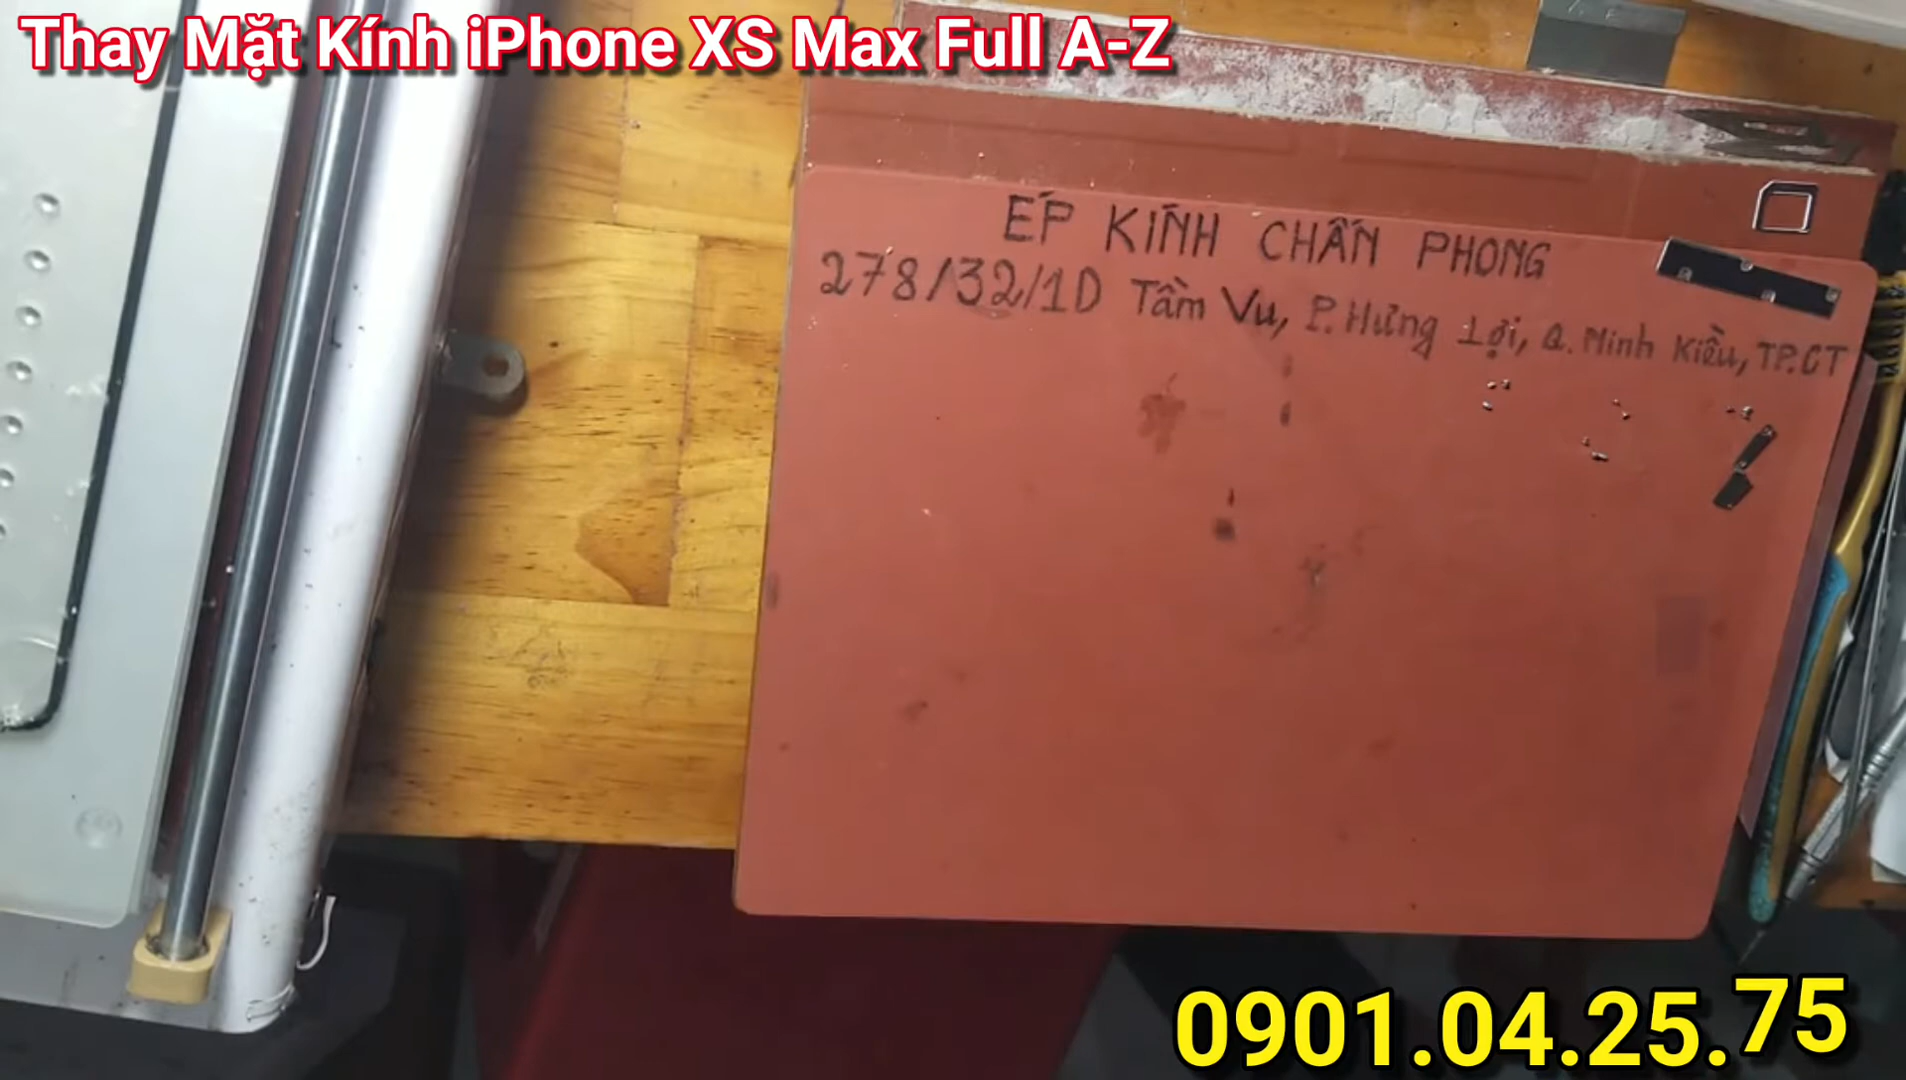 Thay Mặt Kính iPhone XS Max Full A-Z
ÉP KÍNH CHẤN PHONG
278/32/1D Tầm Vu, P. Hưng Lợi, Q. Ninh Kiều, TP.CT
0901.04.25.75